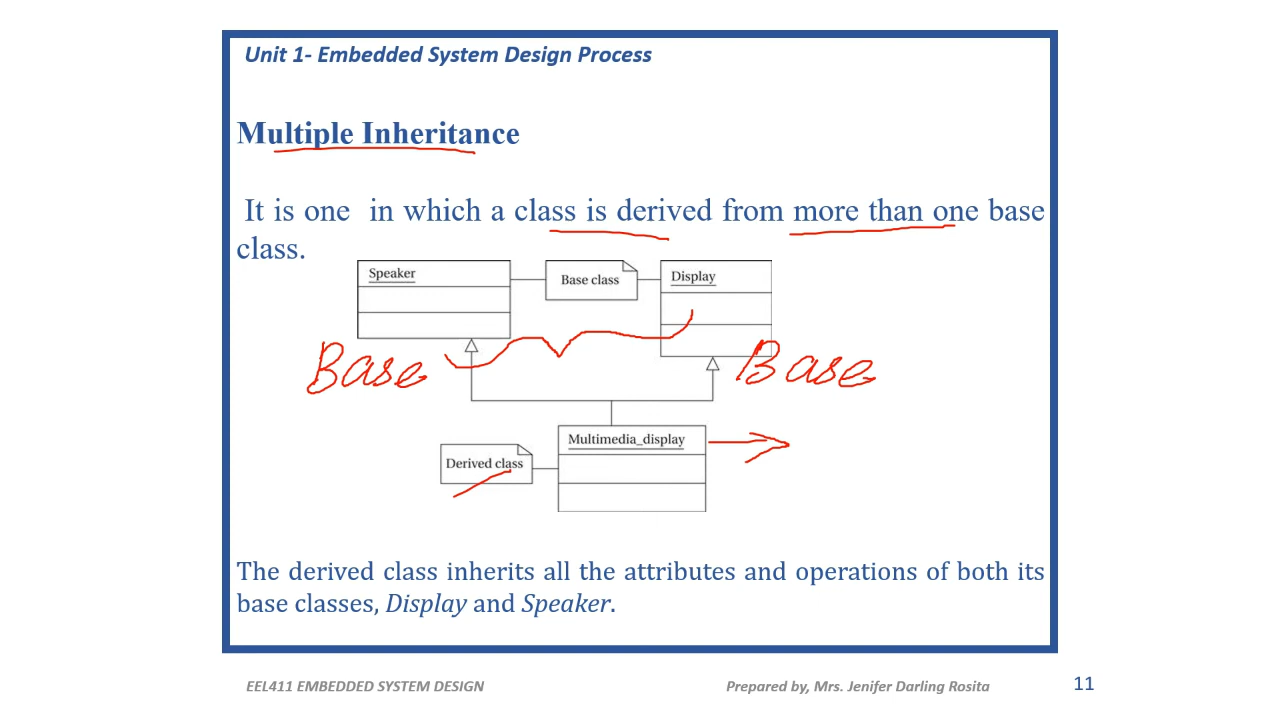 Unit 1- Embedded System Design Process
Multiple Inheritance
It is one in which a class is derived from more than one base
class.
Speaker
Base class
Display
Base
Base
Multimedia_display
Derived class
The derived class inherits all the attributes and operations of both its
base classes, Display and Speaker.
EEL411 EMBEDDED SYSTEM DESIGN
Prepared by, Mrs. Jenifer Darling Rosita
11